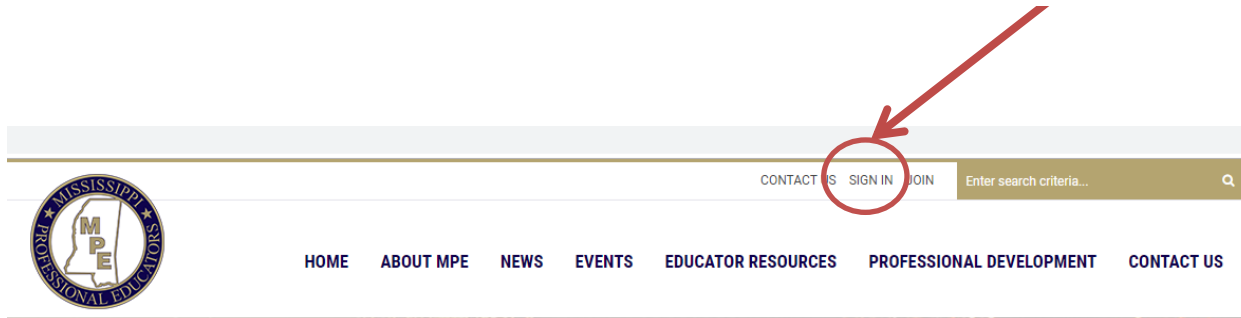 CONTACT US SIGN IN JOIN Enter search criteria...
MISSISSIPPI
PROFESSIONAL EDUCATORS
M
P
E
HOME ABOUT MPE NEWS EVENTS EDUCATOR RESOURCES PROFESSIONAL DEVELOPMENT CONTACT US